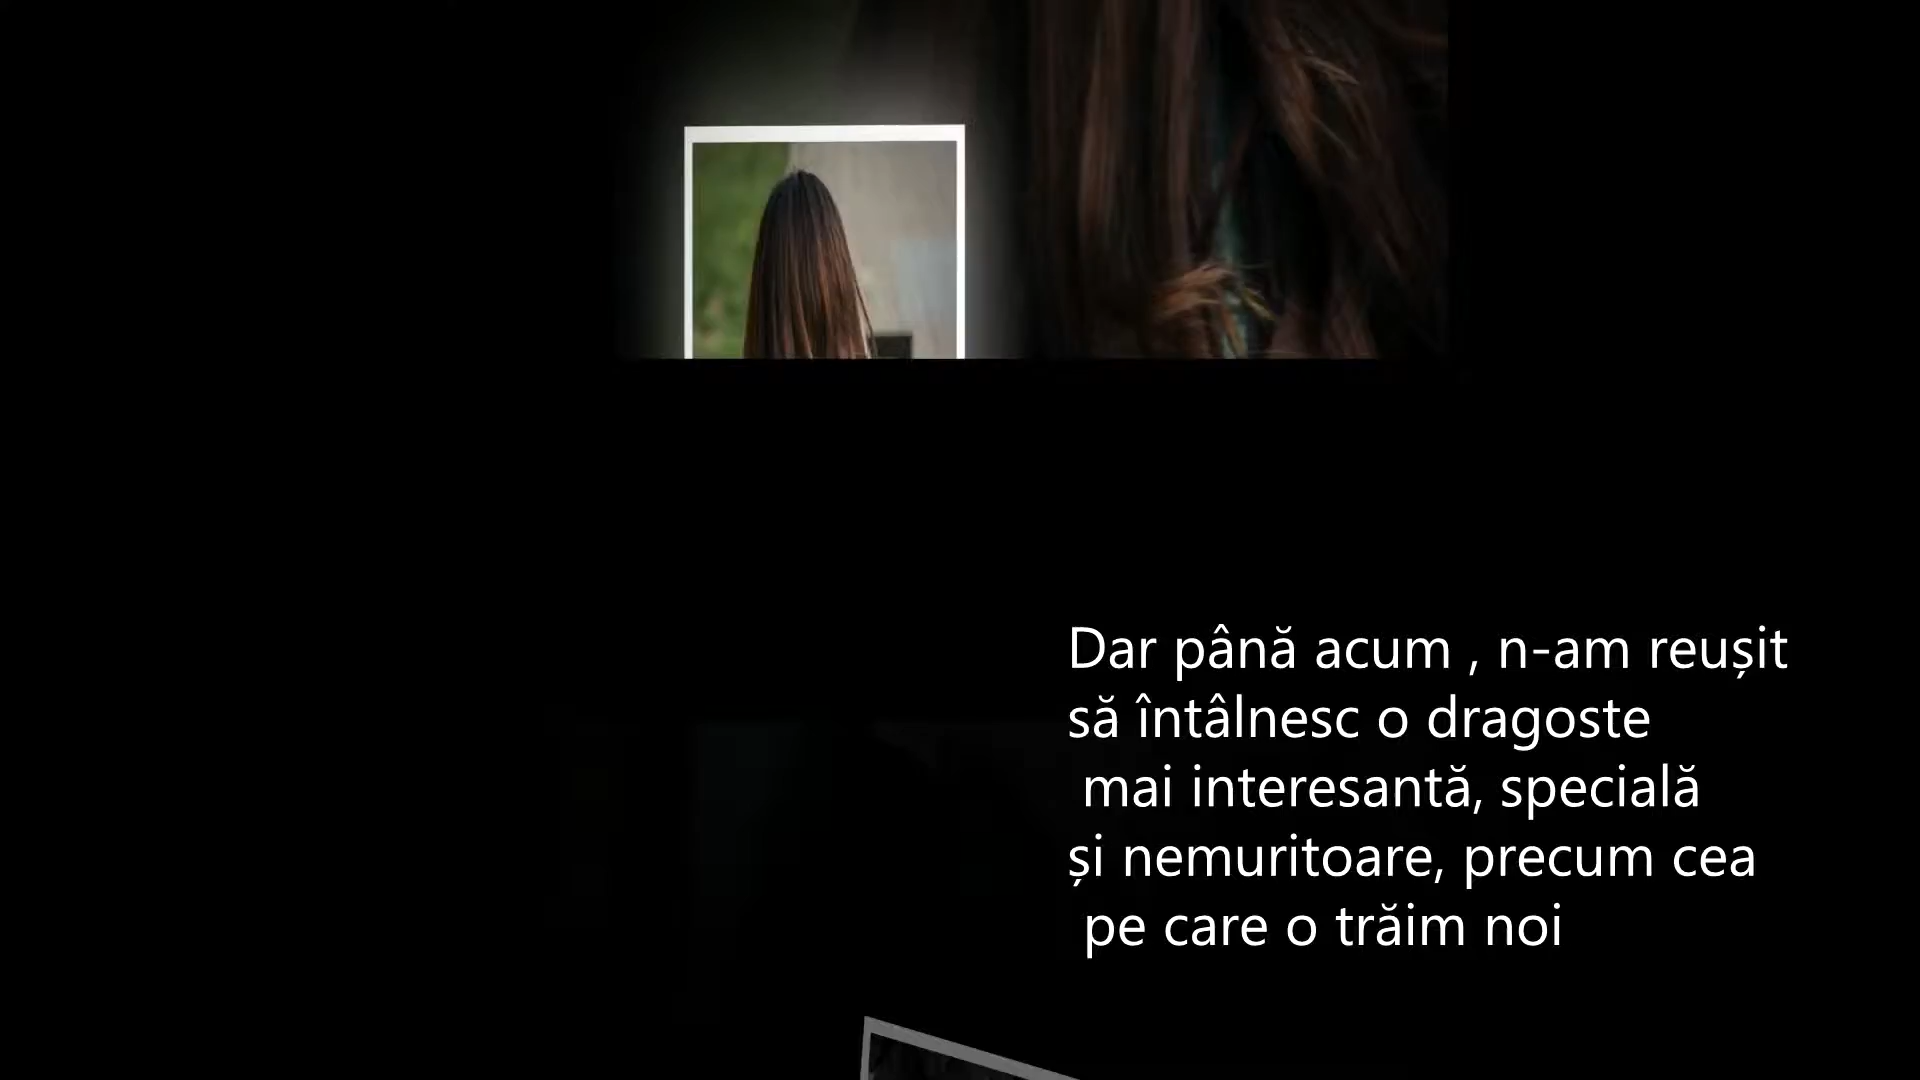 Dar până acum , n-am reușit
să întâlnesc o dragoste
mai interesantă, specială
și nemuritoare, precum cea
pe care o trăim noi